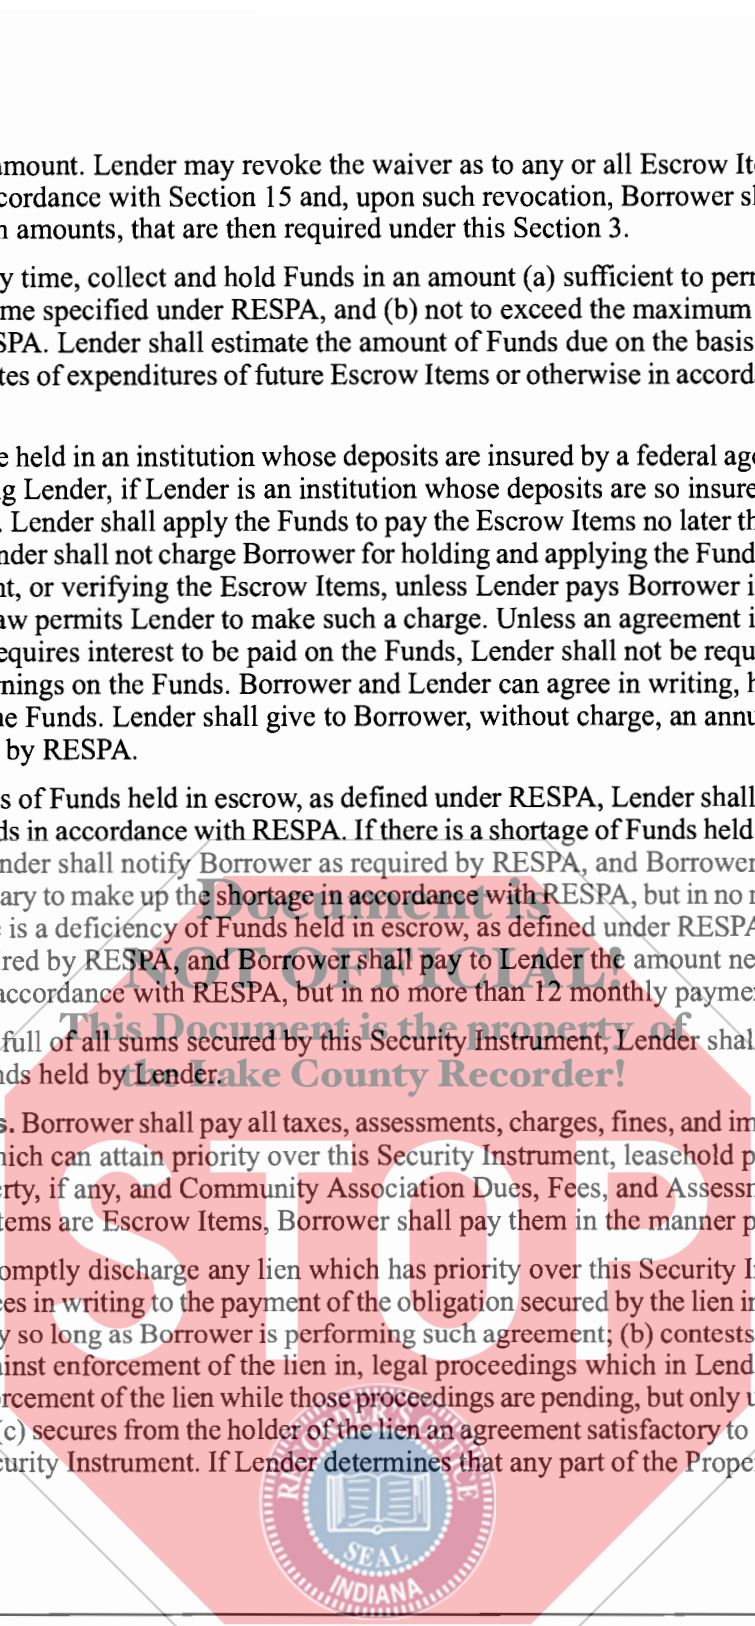 amount. Lender may revoke the waiver as to any or all Escrow
cordance with Section 15 and, upon such revocation, Borrower
amounts, that are then required under this Section 3.
y time, collect and hold Funds in an amount (a) sufficient to
me specified under RESPA, and (b) not to exceed the maximum
SPA. Lender shall estimate the amount of Funds due on the basis
tes of expenditures of future Escrow Items or otherwise in accord
e held in an institution whose deposits are insured by a federal
g Lender, if Lender is an institution whose deposits are so insure
. Lender shall apply the Funds to pay the Escrow Items no later
nder shall not charge Borrower for holding and applying the Fund
nt, or verifying the Escrow Items, unless Lender pays Borrower
aw permits Lender to make such a charge. Unless an agreement
equires interest to be paid on the Funds, Lender shall not be requ
nings on the Funds. Borrower and Lender can agree in writing,
ne Funds. Lender shall give to Borrower, without charge, an annu
by RESPA.
s of Funds held in escrow, as defined under RESPA, Lender shall
ds in accordance with RESPA. If there is a shortage of Funds held
nder shall notify Borrower as required by RESPA, and Borrower
ary to make up the shortage in accordance with RESPA, but in no
Document is
e is a deficiency of Funds held in escrow, as defined under RESPA
red by RESPA, and Borrower shall pay to Lender the amount ne
NOT OFFICIAL!
accordance with RESPA, but in no more than 12 monthly payme
This Document is the property of
full of all sums secured by this Security Instrument, Lender shal
nds held by Lender.
the Lake County Recorder!
s. Borrower shall pay all taxes, assessments, charges, fines, and im
hich can attain priority over this Security Instrument, leasehold p
erty, if any, and Community Association Dues, Fees, and Assessm
tems are Escrow Items, Borrower shall pay them in the manner p
STOP
omptly discharge any lien which has priority over this Security I
ees in writing to the payment of the obligation secured by the lien in
y so long as Borrower is performing such agreement; (b) contests
inst enforcement of the lien in, legal proceedings which in Lend
rcement of the lien while those proceedings are pending, but only
(c) secures from the holder of the lien an agreement satisfactory to
curity Instrument. If Lender determines that any part of the Prope
RECORDER'S OFFICE
SEAL
INDIANA